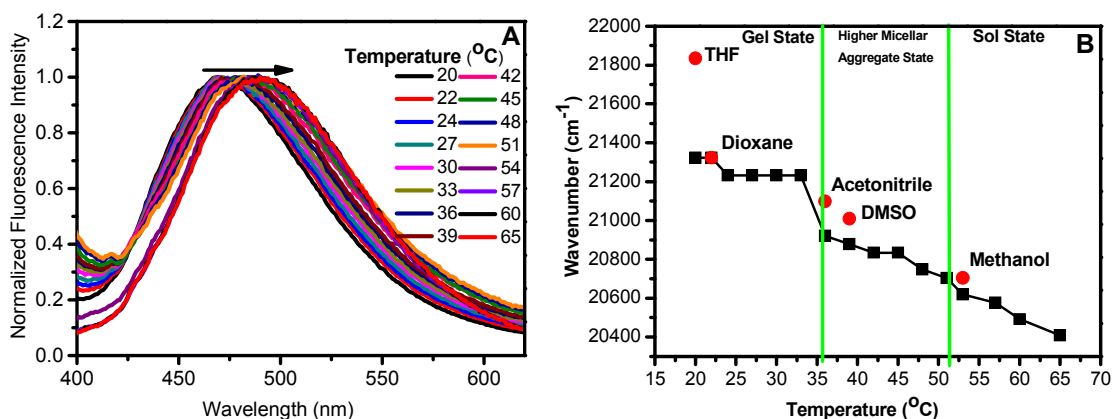 A
Normalized Fluorescence Intensity
1.2
1.0
0.8
0.6
0.4
0.2
0.0
Temperature (°C)
20 42
22 45
24 48
27 51
30 54
33 57
36 60
39 65
400 450 500 550 600
Wavelength (nm)
B
Wavenumber (cm-1)
22000
21800
21600
21400
21200
21000
20800
20600
20400
Gel State
Higher Micellar
Aggregate State
Sol State
THF
Dioxane
Acetonitrile
DMSO
Methanol
15 20 25 30 35 40 45 50 55 60 65 70
Temperature (°C)